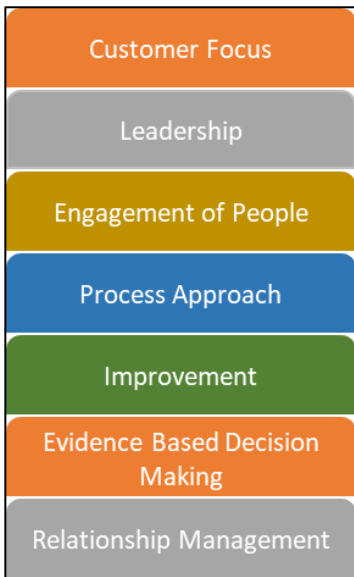 Customer Focus
Leadership
Engagement of People
Process Approach
Improvement
Evidence Based Decision
Making
Relationship Management